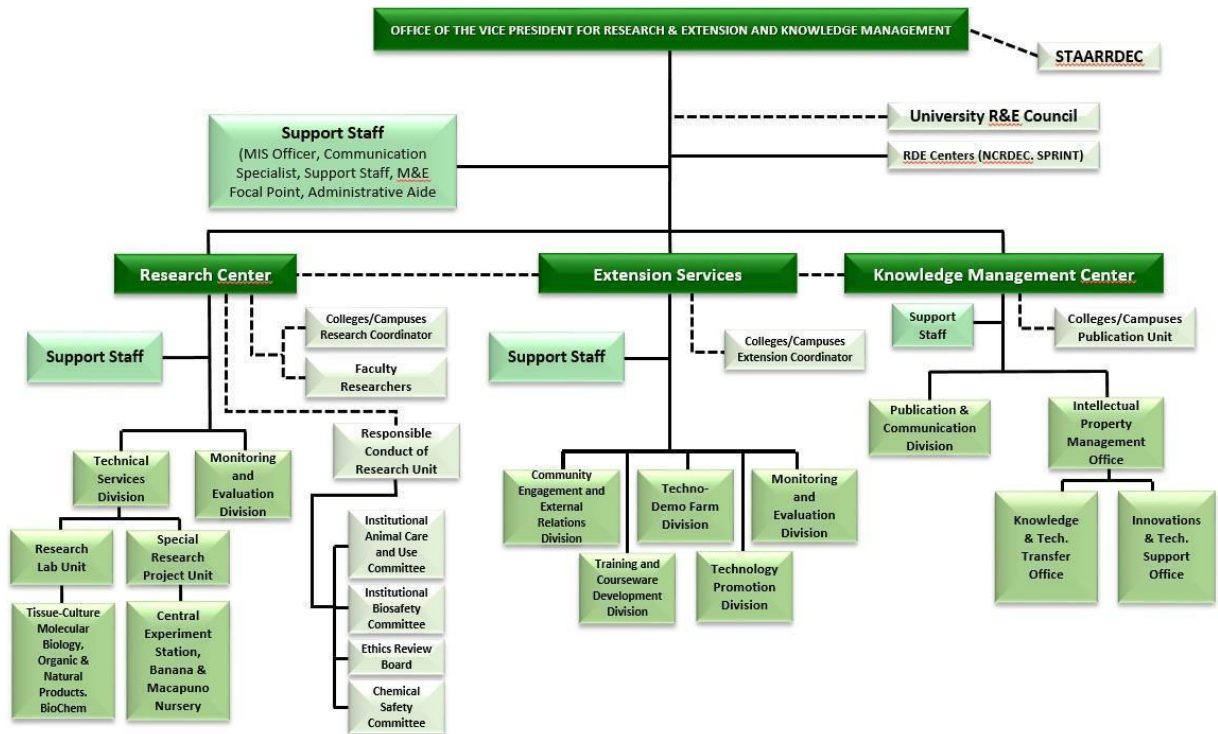 OFFICE OF THE VICE PRESIDENT FOR RESEARCH & EXTENSION AND KNOWLEDGE MANAGEMENT
STAARRDEC
Support Staff
(MIS Officer, Communication
Specialist, Support Staff, M&E
Focal Point, Administrative Aide
University R&E Council
RDE Centers (NCRDEC. SPRINT)
Research Center
Extension Services
Knowledge Management Center
Support Staff
Colleges/Campuses
Research Coordinator
Faculty
Researchers
Support Staff
Colleges/Campuses
Extension Coordinator
Support
Staff
Colleges/Campuses
Publication Unit
Technical
Services
Division
Monitoring
and
Evaluation
Division
Responsible
Conduct of
Research Unit
Research
Lab Unit
Special
Research
Project Unit
Tissue-Culture
Molecular
Biology,
Organic &
Natural
Products.
BioChem
Central
Experiment
Station,
Banana &
Macapuno
Nursery
Institutional
Animal Care
and Use
Committee
Institutional
Biosafety
Committee
Ethics Review
Board
Chemical
Safety
Committee
Community
Engagement and
External
Relations
Division
Techno-
Demo Farm
Division
Monitoring
and
Evaluation
Division
Training and
Courseware
Development
Division
Technology
Promotion
Division
Publication &
Communication
Division
Intellectual
Property
Management
Office
Knowledge
& Tech.
Transfer
Office
Innovations
& Tech.
Support
Office